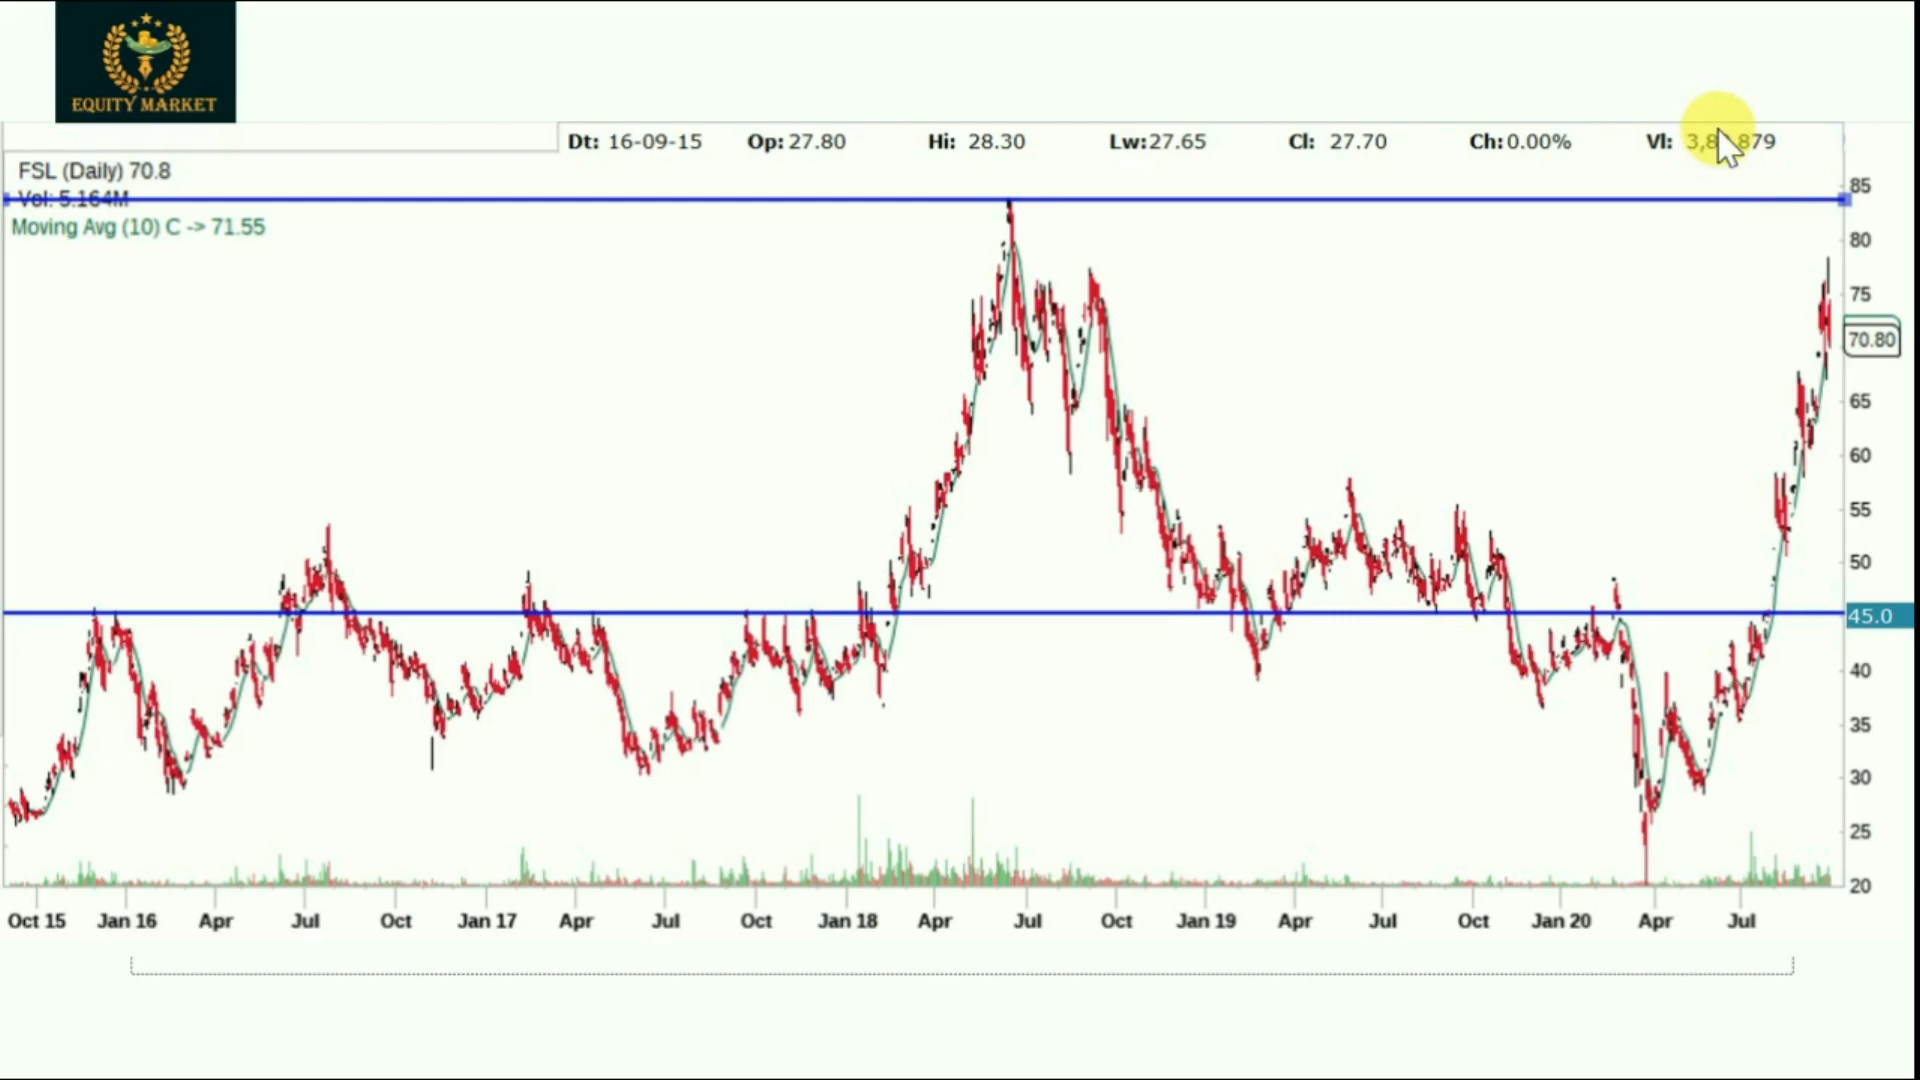 EQUITY MARKET
Dt: 16-09-15 Op: 27.80 Hi: 28.30 Lw: 27.65 Cl: 27.70 Ch: 0.00% Vl:
FSL (Daily) 70.8
Vol: 5.164M
Moving Avg (10) C -> 71.55
85
80
75
70.80
65
60
55
50
45.0
40
35
30
25
20
Oct 15 Jan 16 Apr Jul Oct Jan 17 Apr Jul Oct Jan 18 Apr Jul Oct Jan 19 Apr Jul Oct Jan 20 Apr Jul